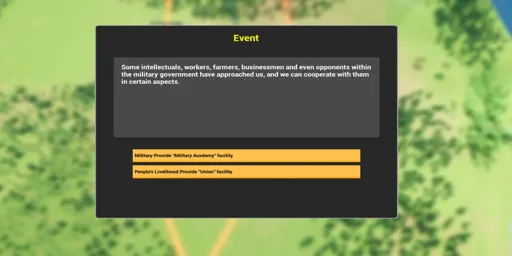 Event
Some intellectuals, workers, farmers, businessmen and even opponents within
the military government have approached us, and we can cooperate with them
in certain aspects.
Military:Provide "Military Academy" facility
People's Livelihood:Provide "Union" facility